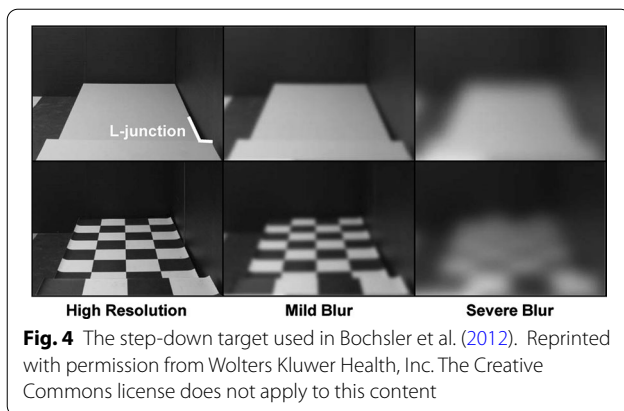 L-junction
High Resolution Mild Blur Severe Blur
Fig. 4 The step-down target used in Bochsler et al. (2012). Reprinted
with permission from Wolters Kluwer Health, Inc. The Creative
Commons license does not apply to this content